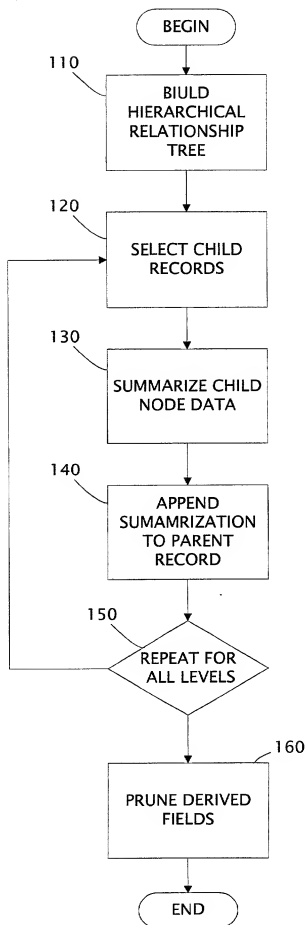 BEGIN
110
BIULD
HIERARCHICAL
RELATIONSHIP
TREE
120
SELECT CHILD
RECORDS
130
SUMMARIZE CHILD
NODE DATA
140
APPEND
SUMAMRIZATION
TO PARENT
RECORD
150
REPEAT FOR
ALL LEVELS
160
PRUNE DERIVED
FIELDS
END